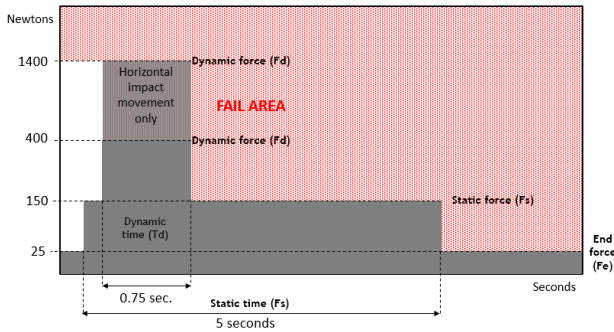 Newtons
1400
Dynamic force (Fd)
Horizontal
impact
movement
only
FAIL AREA
400
Dynamic force (Fd)
150
Static force (Fs)
Dynamic
time (Td)
25
End
force
(Fe)
Seconds
0.75 sec.
Static time (Fs)
5 seconds